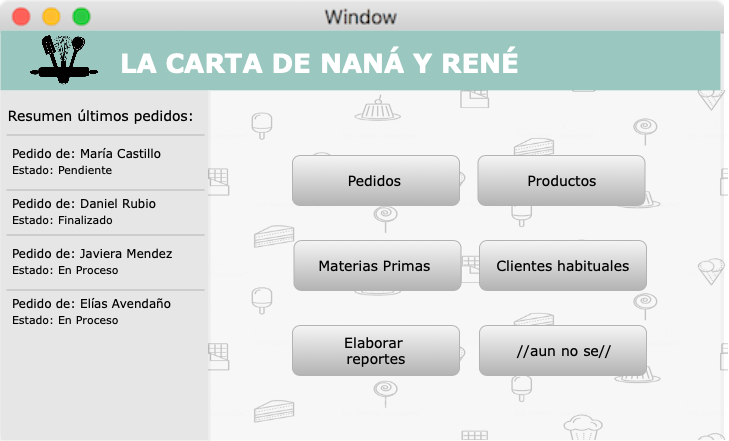 Window
LA CARTA DE NANÁ Y RENÉ
Resumen últimos pedidos:
Pedido de: María Castillo
Estado: Pendiente
Pedido de: Daniel Rubio
Estado: Finalizado
Pedido de: Javiera Mendez
Estado: En Proceso
Pedido de: Elías Avendaño
Estado: En Proceso
Pedidos
Productos
Materias Primas
Clientes habituales
Elaborar
reportes
//aun no se//